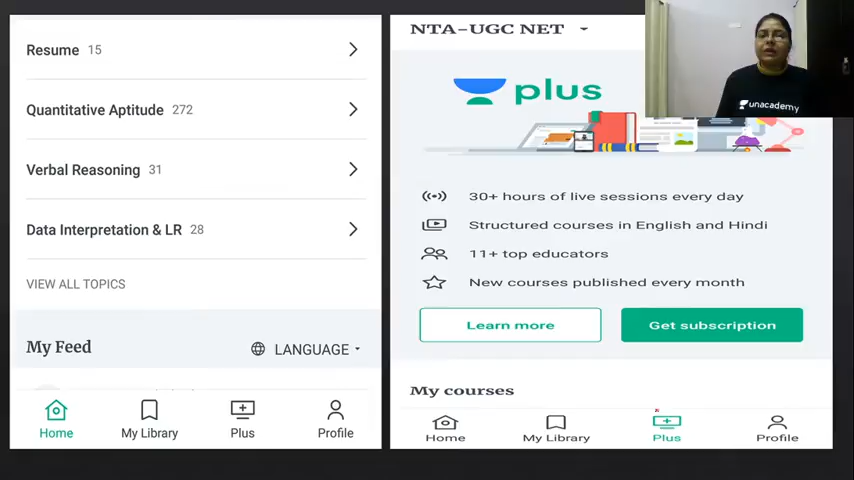 Resume 15
Quantitative Aptitude 272
Verbal Reasoning 31
Data Interpretation & LR 28
VIEW ALL TOPICS
My Feed
LANGUAGE
Home
My Library
Plus
Profile
NTA-UGC NET
plus
30+ hours of live sessions every day
Structured courses in English and Hindi
11+ top educators
New courses published every month
Learn more
Get subscription
My courses
Home
My Library
Plus
Profile
unacademy